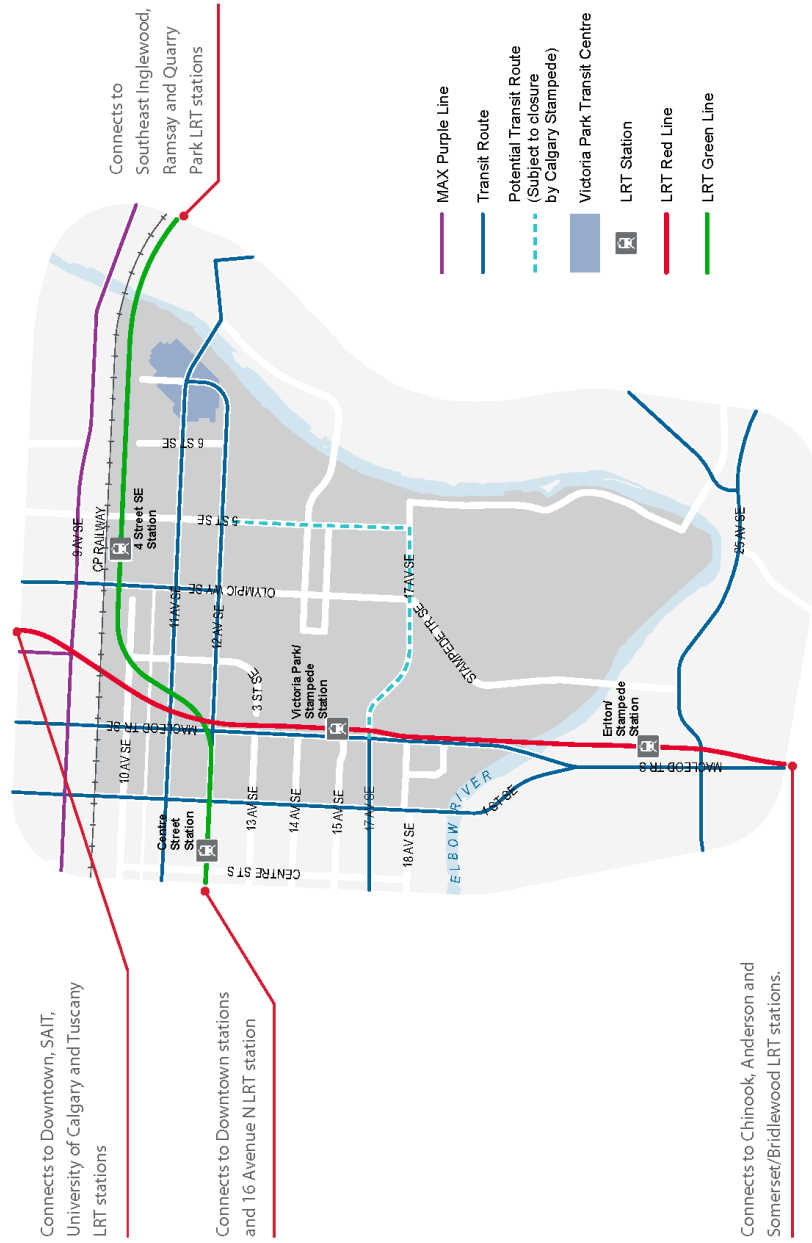 Connects to
Southeast Inglewood,
Ramsay and Quarry
Park LRT stations
Connects to Downtown, SAIT,
University of Calgary and Tuscany
LRT stations
Connects to Downtown stations
and 16 Avenue N LRT station
Connects to Chinook, Anderson and
Somerset/Bridlewood LRT stations.
9 AV SE
CP RAILWAY
4 Street SE
Station
10 AV SE
11 AV SE
12 AV SE
13 AV SE
14 AV SE
15 AV SE
17 AV SE
17 AV SE
18 AV SE
25 AV SE
Centre
Street
Station
Victoria Park/
Stampede
Station
Erlton/
Stampede
Station
CENTRE ST S
1 ST SE
MACLEOD TR SE
MACLEOD TR S
3 ST SE
OLYMPIC WY SE
5 ST SE
6 ST SE
STAMPEDE TR SE
ELBOW RIVER
MAX Purple Line
Transit Route
Potential Transit Route
(Subject to closure
by Calgary Stampede)
Victoria Park Transit Centre
LRT Station
LRT Red Line
LRT Green Line